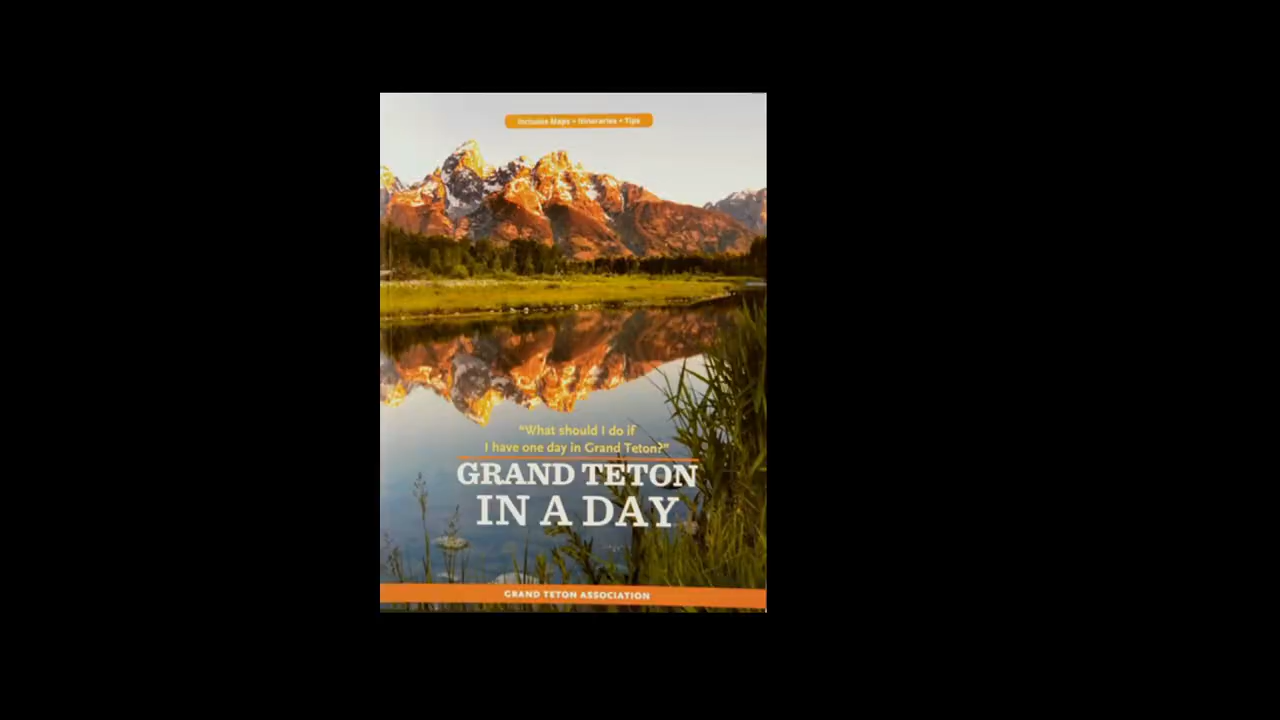 Includes Maps • Itineraries • Tips
"What should I do if
I have one day in Grand Teton?"
GRAND TETON
IN A DAY
GRAND TETON ASSOCIATION